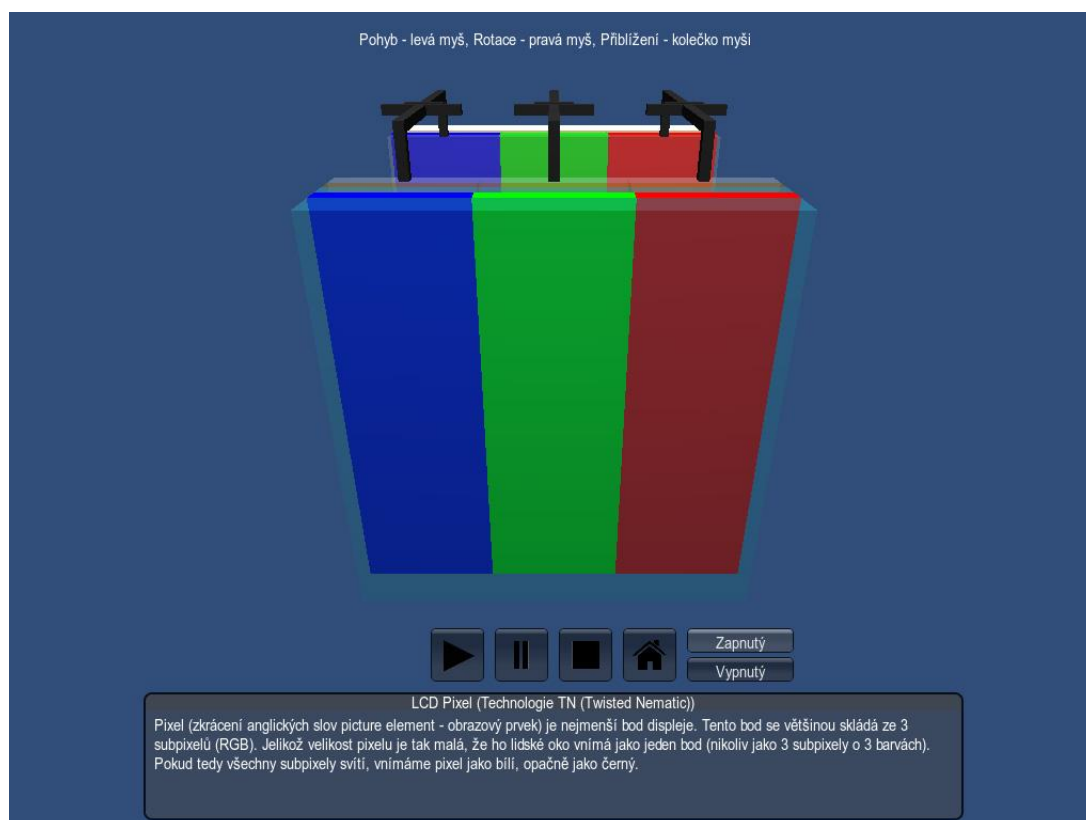 Pohyb - levá myš, Rotace - pravá myš, Přiblížení - kolečko myši
Zapnutý
Vypnutý
LCD Pixel (Technologie TN (Twisted Nematic))
Pixel (zkrácení anglických slov picture element - obrazový prvek) je nejmenší bod displeje. Tento bod se většinou skládá ze 3
subpixelů (RGB). Jelikož velikost pixelu je tak malá, že ho lidské oko vnímá jako jeden bod (nikoliv jako 3 subpixely o 3 barvách).
Pokud tedy všechny subpixely svítí, vnímáme pixel jako bílí, opačně jako černý.